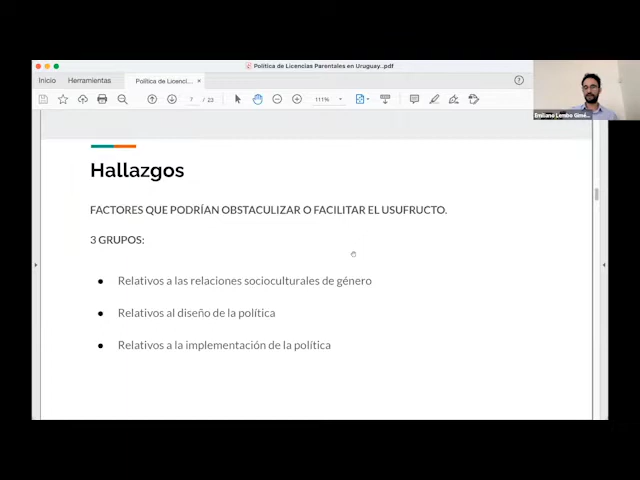 Política de Licencias Parentales en Uruguay..pdf
Inicio
Herramientas
Política de Licenci...
7 / 23
111%
Emiliano Lembo Gimé...
Hallazgos
FACTORES QUE PODRÍAN OBSTACULIZAR O FACILITAR EL USUFRUCTO.
3 GRUPOS:
Relativos a las relaciones socioculturales de género
Relativos al diseño de la política
Relativos a la implementación de la política